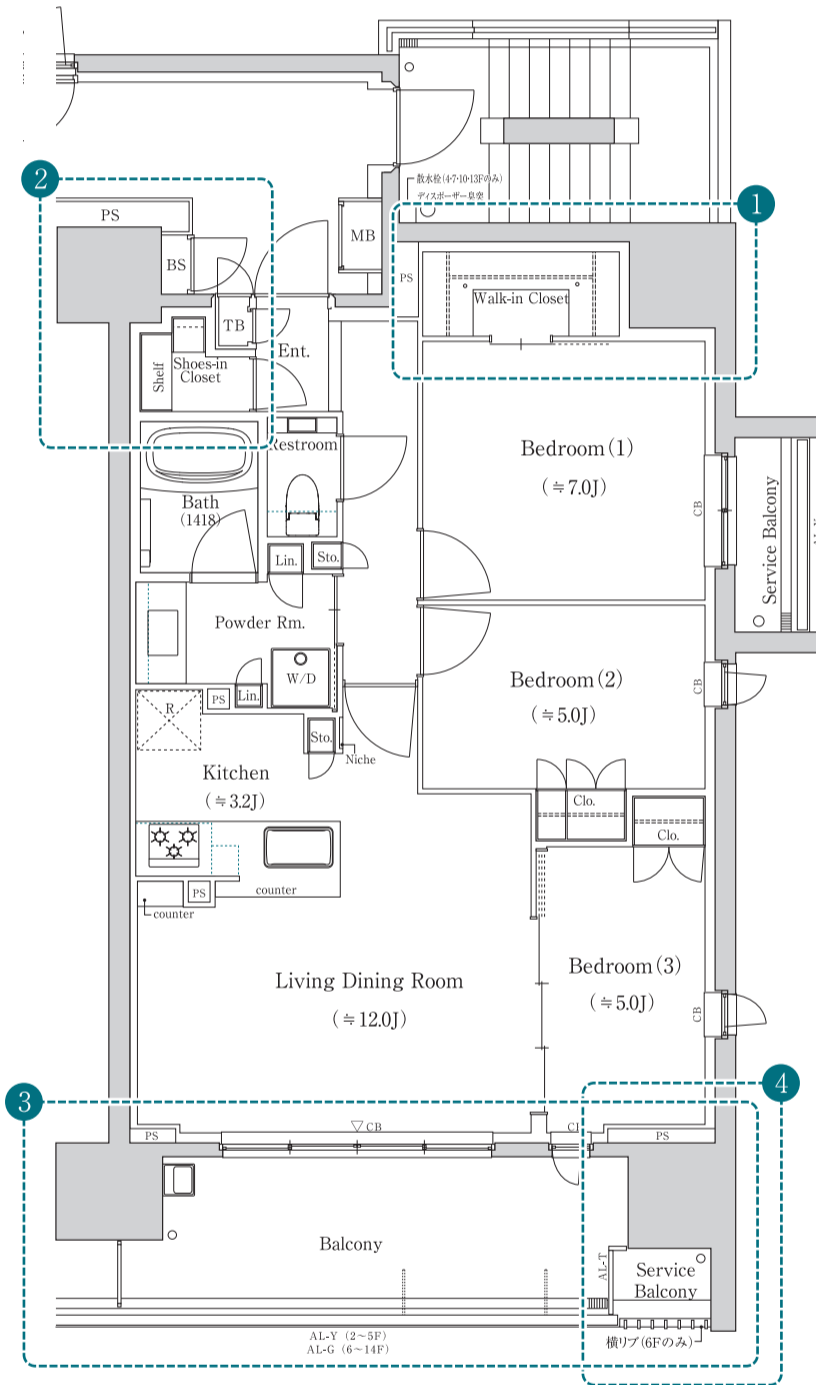 散水栓(4・7・10・13Fのみ)
ディスポーザー臭突
2
1
PS
BS
MB
PS
Walk-in Closet
TB
Ent.
Shelf
Shoes-in
Closet
Restroom
Bedroom(1)
(≒7.0J)
CB
Service Balcony
Bath
(1418)
Lin.
Sto.
Powder Rm.
W/D
Bedroom(2)
(≒5.0J)
CB
R
PS
Lin.
Sto.
Niche
Kitchen
(≒3.2J)
Clo.
Clo.
PS
counter
counter
Living Dining Room
(≒12.0J)
Bedroom(3)
(≒5.0J)
CB
3
4
PS
▽CB
PS
Balcony
AL-T
Service
Balcony
AL-Y (2~5F)
AL-G (6~14F)
横リブ(6Fのみ)